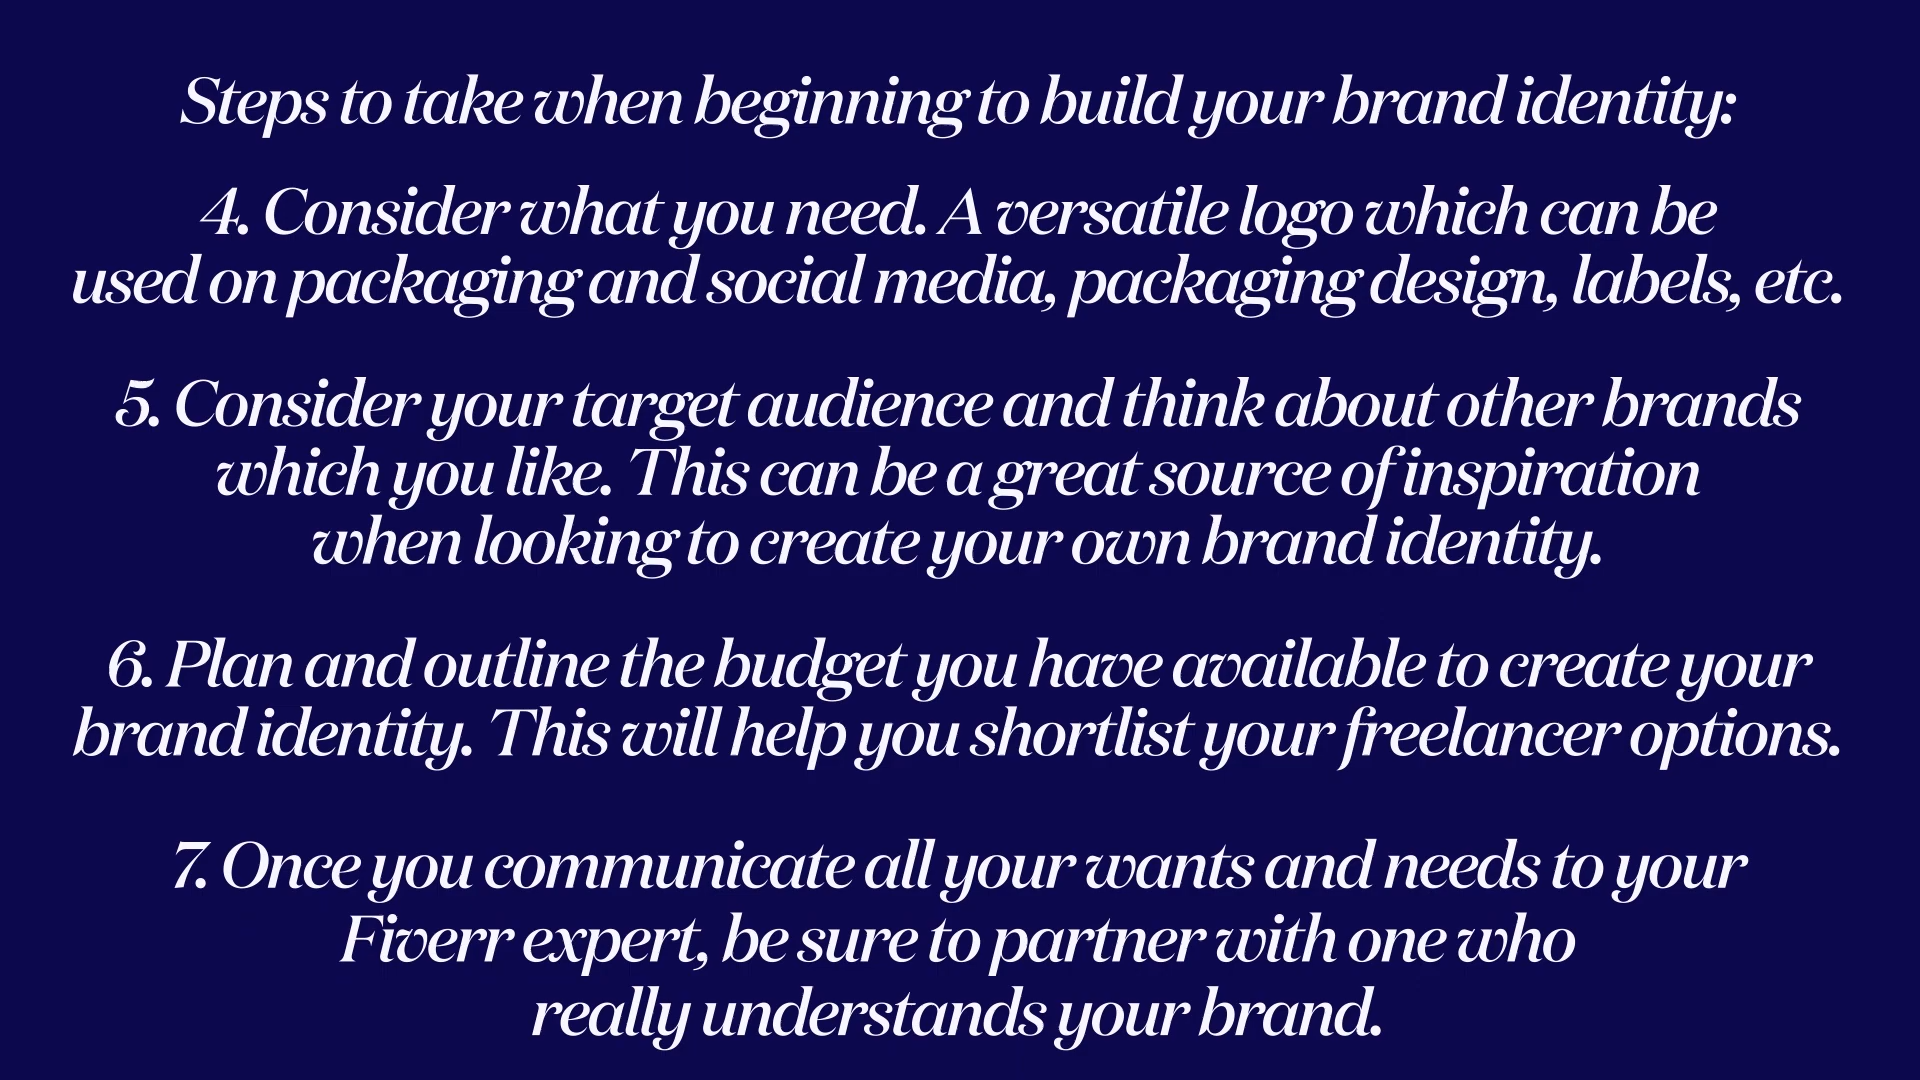 Steps to take when beginning to build your brand identity:
4. Consider what you need. A versatile logo which can be
used on packaging and social media, packaging design, labels, etc.
5. Consider your target audience and think about other brands
which you like. This can be a great source of inspiration
when looking to create your own brand identity.
6. Plan and outline the budget you have available to create your
brand identity. This will help you shortlist your freelancer options.
7. Once you communicate all your wants and needs to your
Fiverr expert, be sure to partner with one who
really understands your brand.